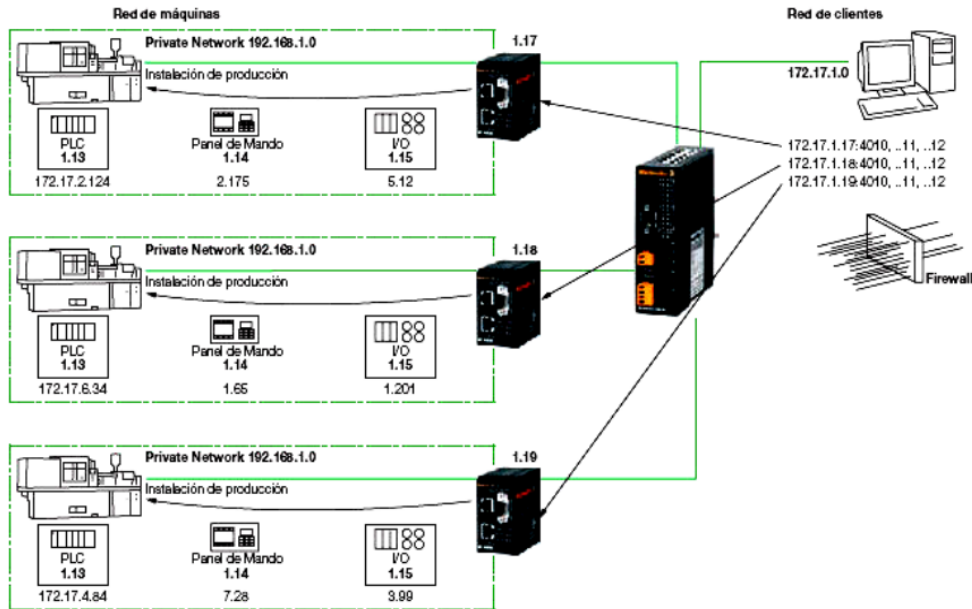 Red de máquinas
Red de clientes
Private Network 192.168.1.0
1.17
Instalación de producción
172.17.1.0
PLC
1.13
Panel de Mando
1.14
I/O
1.15
172.17.2.124
2.175
5.12
172.17.1.17:4010, ..11, ..12
172.17.1.18:4010, ..11, ..12
172.17.1.19:4010, ..11, ..12
Private Network 192.168.1.0
1.18
Instalación de producción
Firewall
PLC
1.13
Panel de Mando
1.14
I/O
1.15
172.17.6.34
1.65
1.201
Private Network 192.168.1.0
1.19
Instalación de producción
PLC
1.13
Panel de Mando
1.14
I/O
1.15
172.17.4.84
7.28
3.99